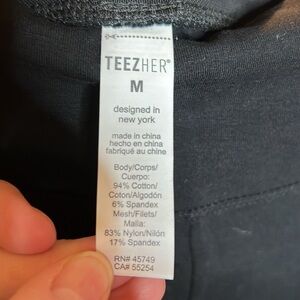 TEEZHER®
M
designed in
new york
made in china
hecho en china
fabriqué au chine
Body/Corps/
Cuerpo:
94% Cotton/
Coton/Algodón
6% Spandex
Mesh/Filets/
Malla:
83% Nylon/Nilón
17% Spandex
RN# 45749
CA# 55254